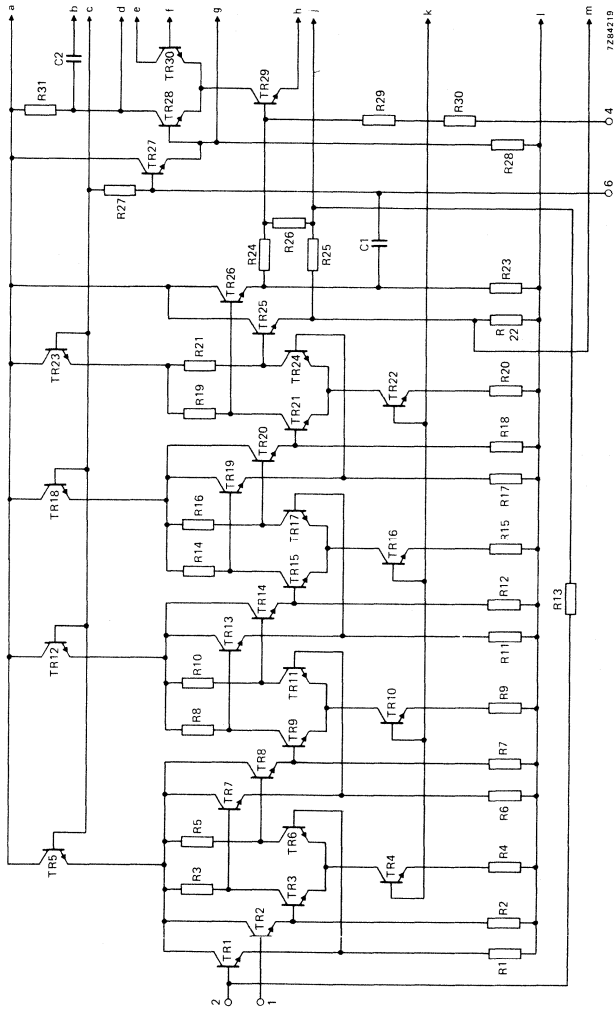 a
b
c
d
e
f
g
h
j
k
l
m
R31
C2
TR30
TR28
TR29
TR27
R27
R29
R30
R28
4
6
R24
R26
R25
C1
TR26
TR25
R23
R
22
TR23
R21
R19
TR24
TR21
TR22
R20
R18
TR20
TR19
R17
TR18
R16
R14
TR17
TR15
TR16
R15
R12
R13
TR14
TR13
R11
TR12
R10
R8
TR11
TR9
TR10
R9
R7
TR8
TR7
R6
TR5
R5
R3
TR6
TR3
TR4
R4
R2
TR2
TR1
R1
2
1
7Z84219